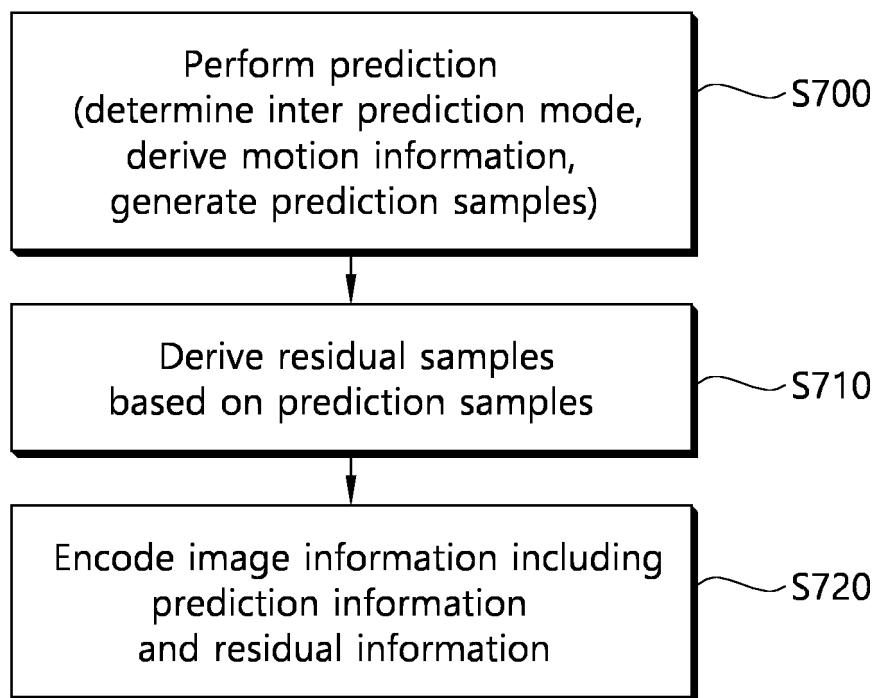 Perform prediction
(determine inter prediction mode,
derive motion information,
generate prediction samples)
S700
Derive residual samples
based on prediction samples
S710
Encode image information including
prediction information
and residual information
S720